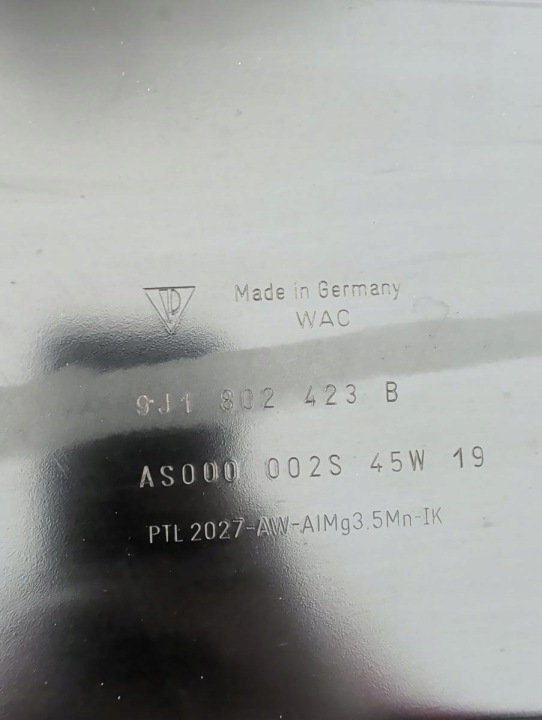 Made in Germany
WAC
9J1 802 423 B
AS000 002S 45W 19
PTL 2027-AW-AlMg3.5Mn-IK